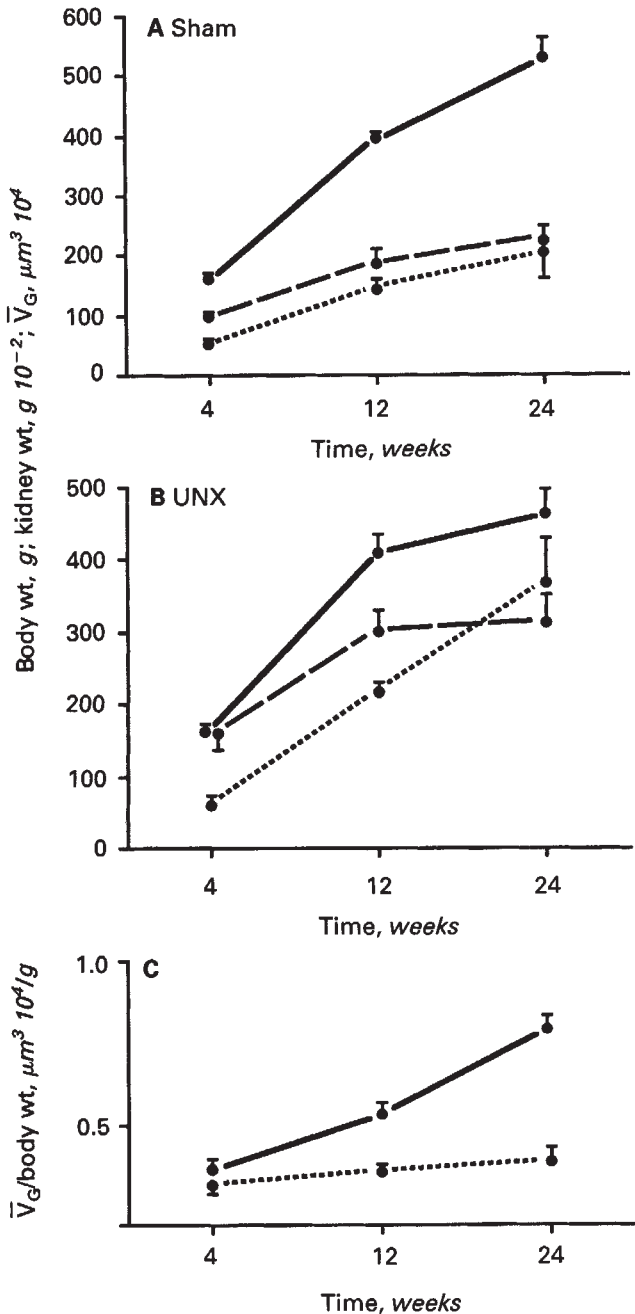 Body wt, g; kidney wt, g 10⁻²; V̅G, μm³ 10⁴
A Sham
600
500
400
300
200
100
0
4 12 24
Time, weeks
B UNX
500
400
300
200
100
0
4 12 24
Time, weeks
V̅G/body wt, μm³ 10⁴/g
C
1.0
0.5
4 12 24
Time, weeks